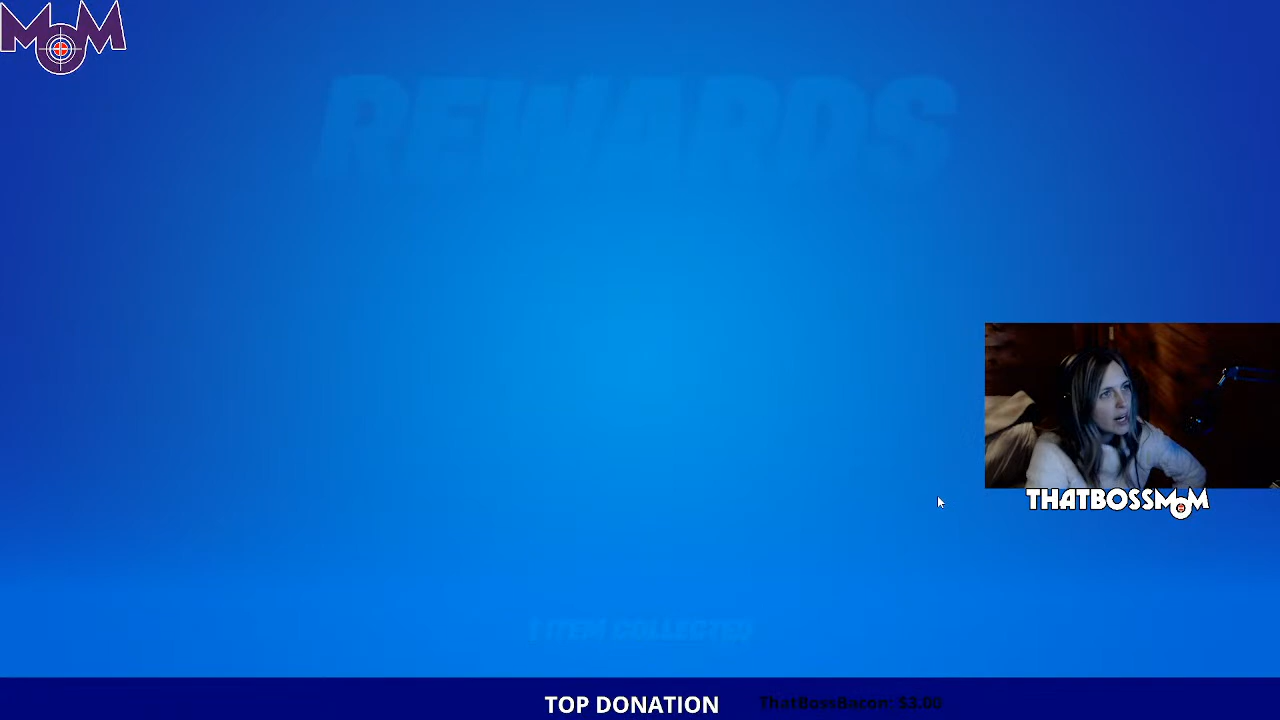 MOM
REWARDS
THATBOSSMOM
1 ITEM COLLECTED
TOP DONATION ThatBossBacon: $3.00